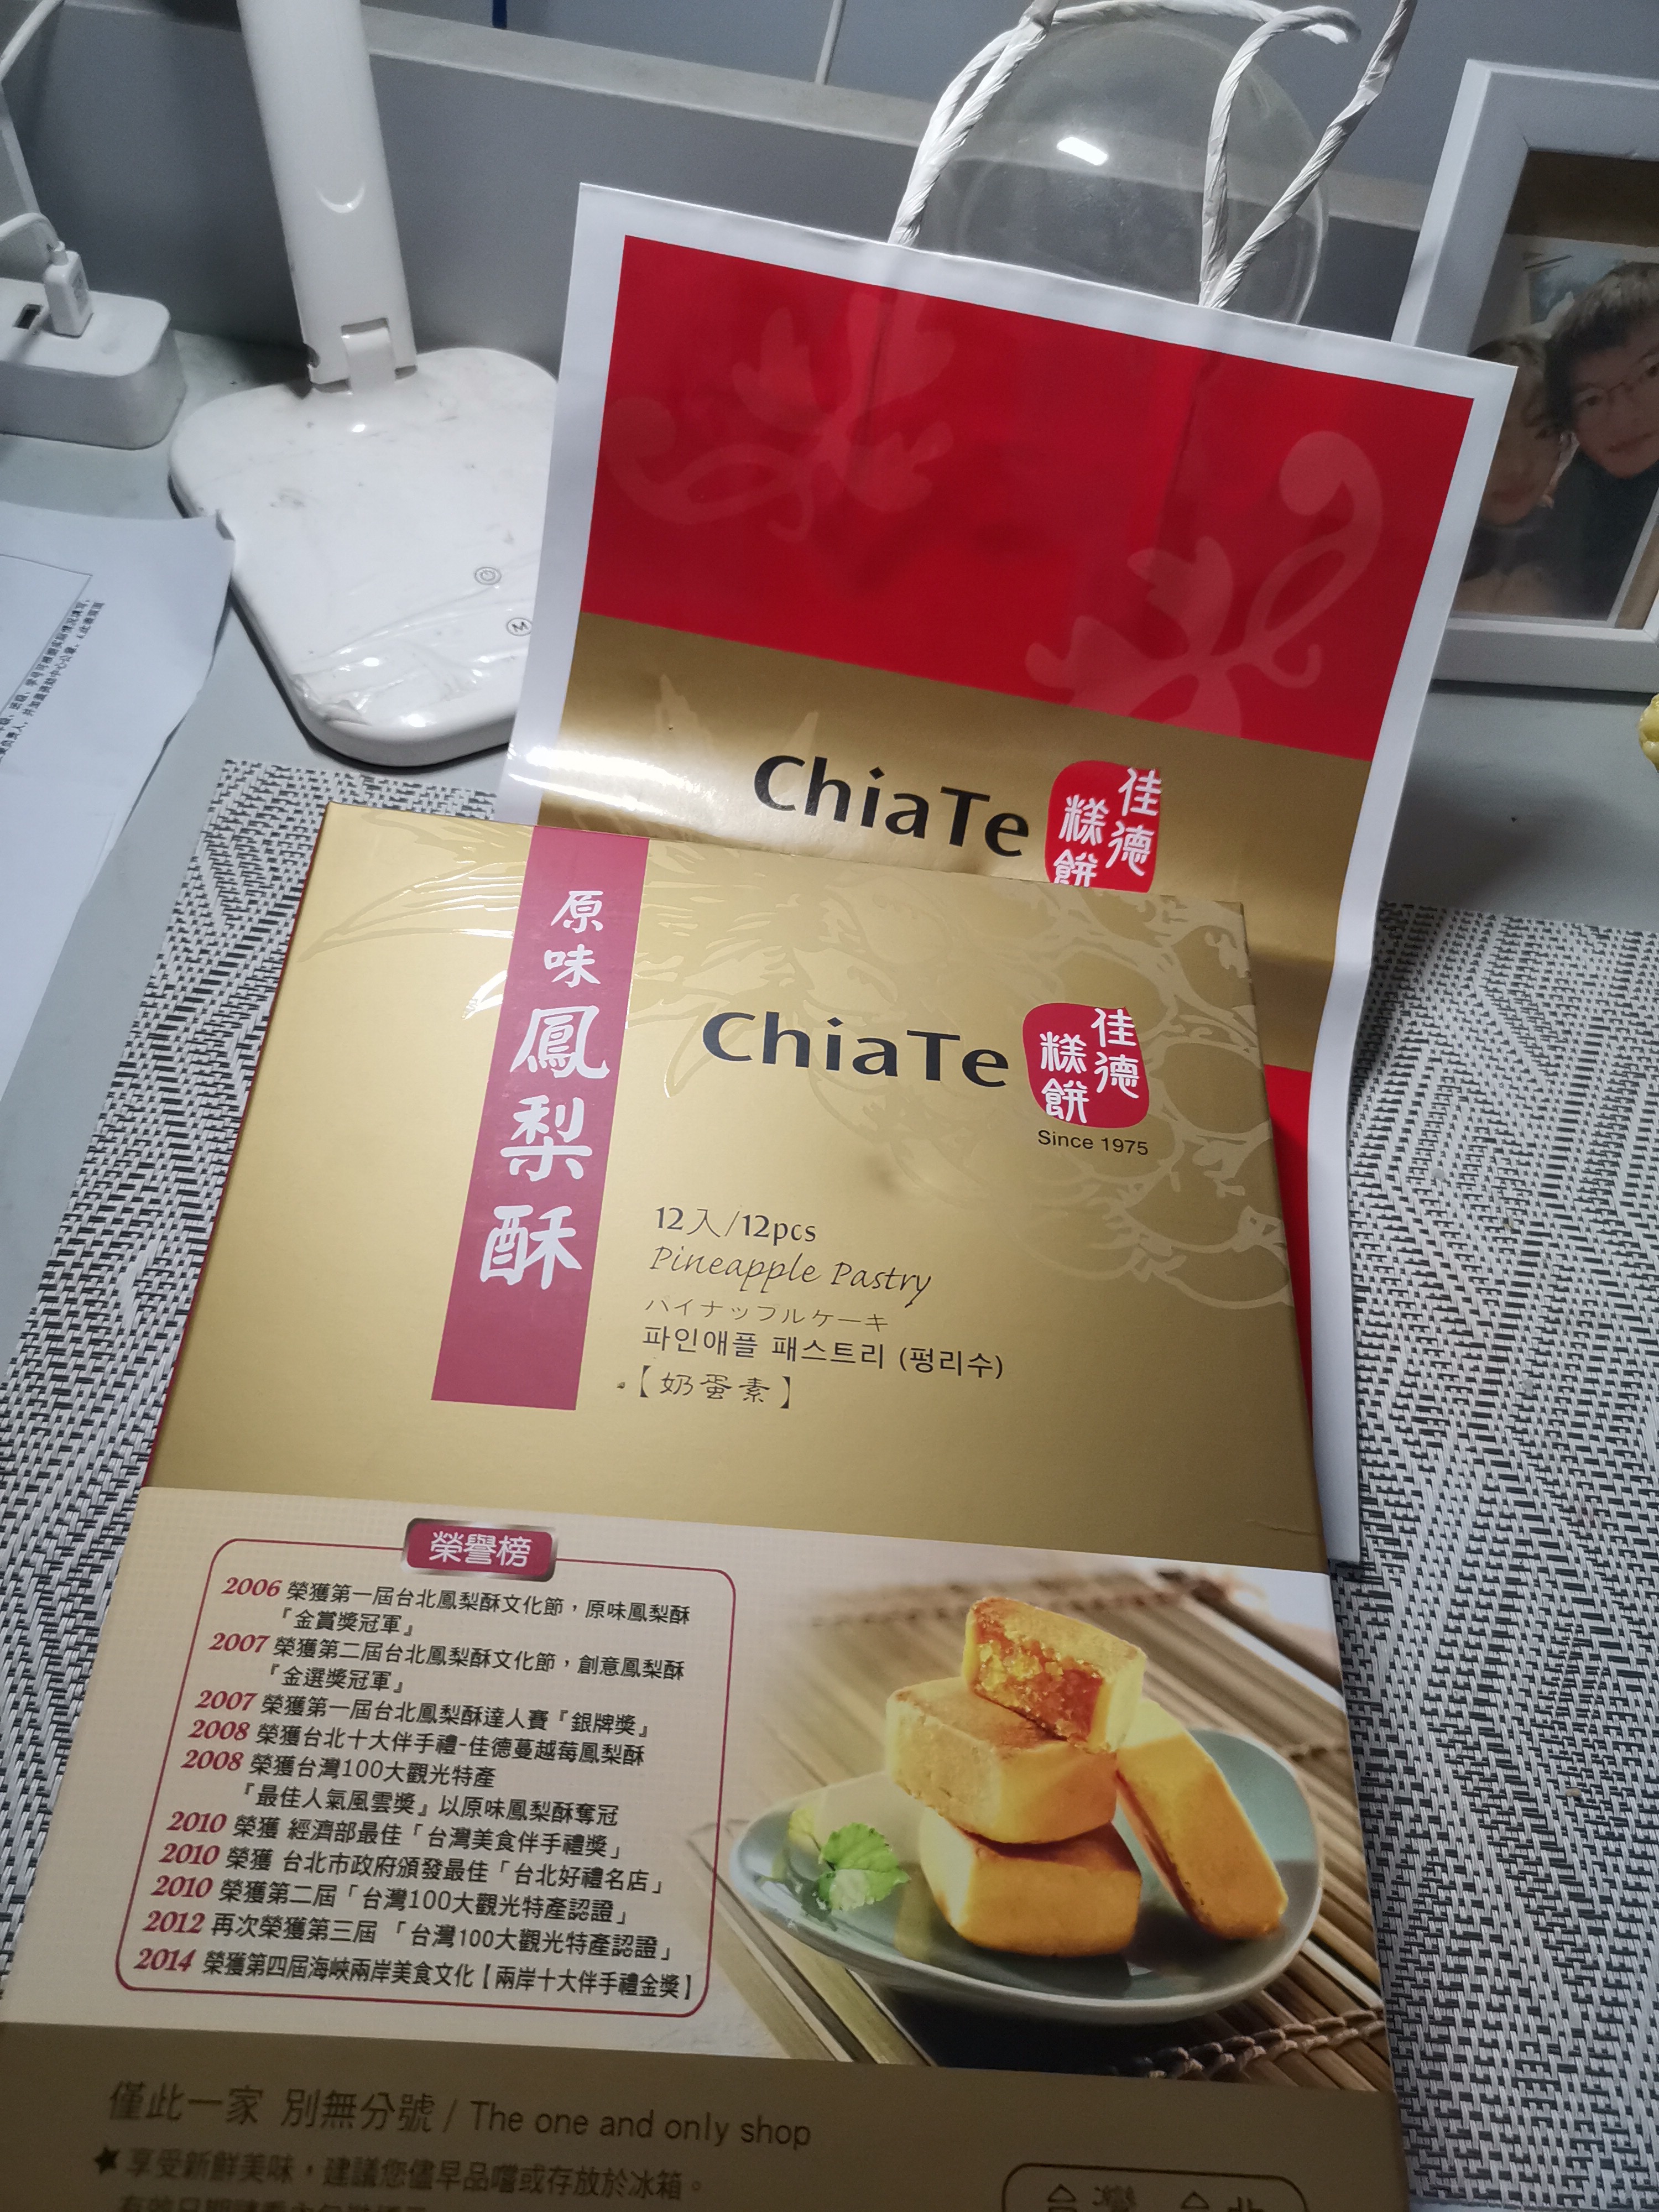 ChiaTe
佳德
糕餅
原味鳳梨酥
ChiaTe
佳德
糕餅
Since 1975
12入/12pcs
Pineapple Pastry
パイナップルケーキ
파인애플 패스트리 (펑리수)
【奶蛋素】
榮譽榜
2006 榮獲第一屆台北鳳梨酥文化節，原味鳳梨酥
『金賞獎冠軍』
2007 榮獲第二屆台北鳳梨酥文化節，創意鳳梨酥
『金選獎冠軍』
2007 榮獲第一屆台北鳳梨酥達人賽『銀牌獎』
2008 榮獲台北十大伴手禮-佳德蔓越莓鳳梨酥
2008 榮獲台灣100大觀光特產
『最佳人氣風雲獎』以原味鳳梨酥奪冠
2010 榮獲 經濟部最佳「台灣美食伴手禮獎」
2010 榮獲 台北市政府頒發最佳「台北好禮名店」
2010 榮獲第二屆「台灣100大觀光特產認證」
2012 再次榮獲第三屆 「台灣100大觀光特產認證」
2014 榮獲第四屆海峽兩岸美食文化【兩岸十大伴手禮金獎】
僅此一家 別無分號 / The one and only shop
★享受新鮮美味，建議您儘早品嚐或存放於冰箱。
M